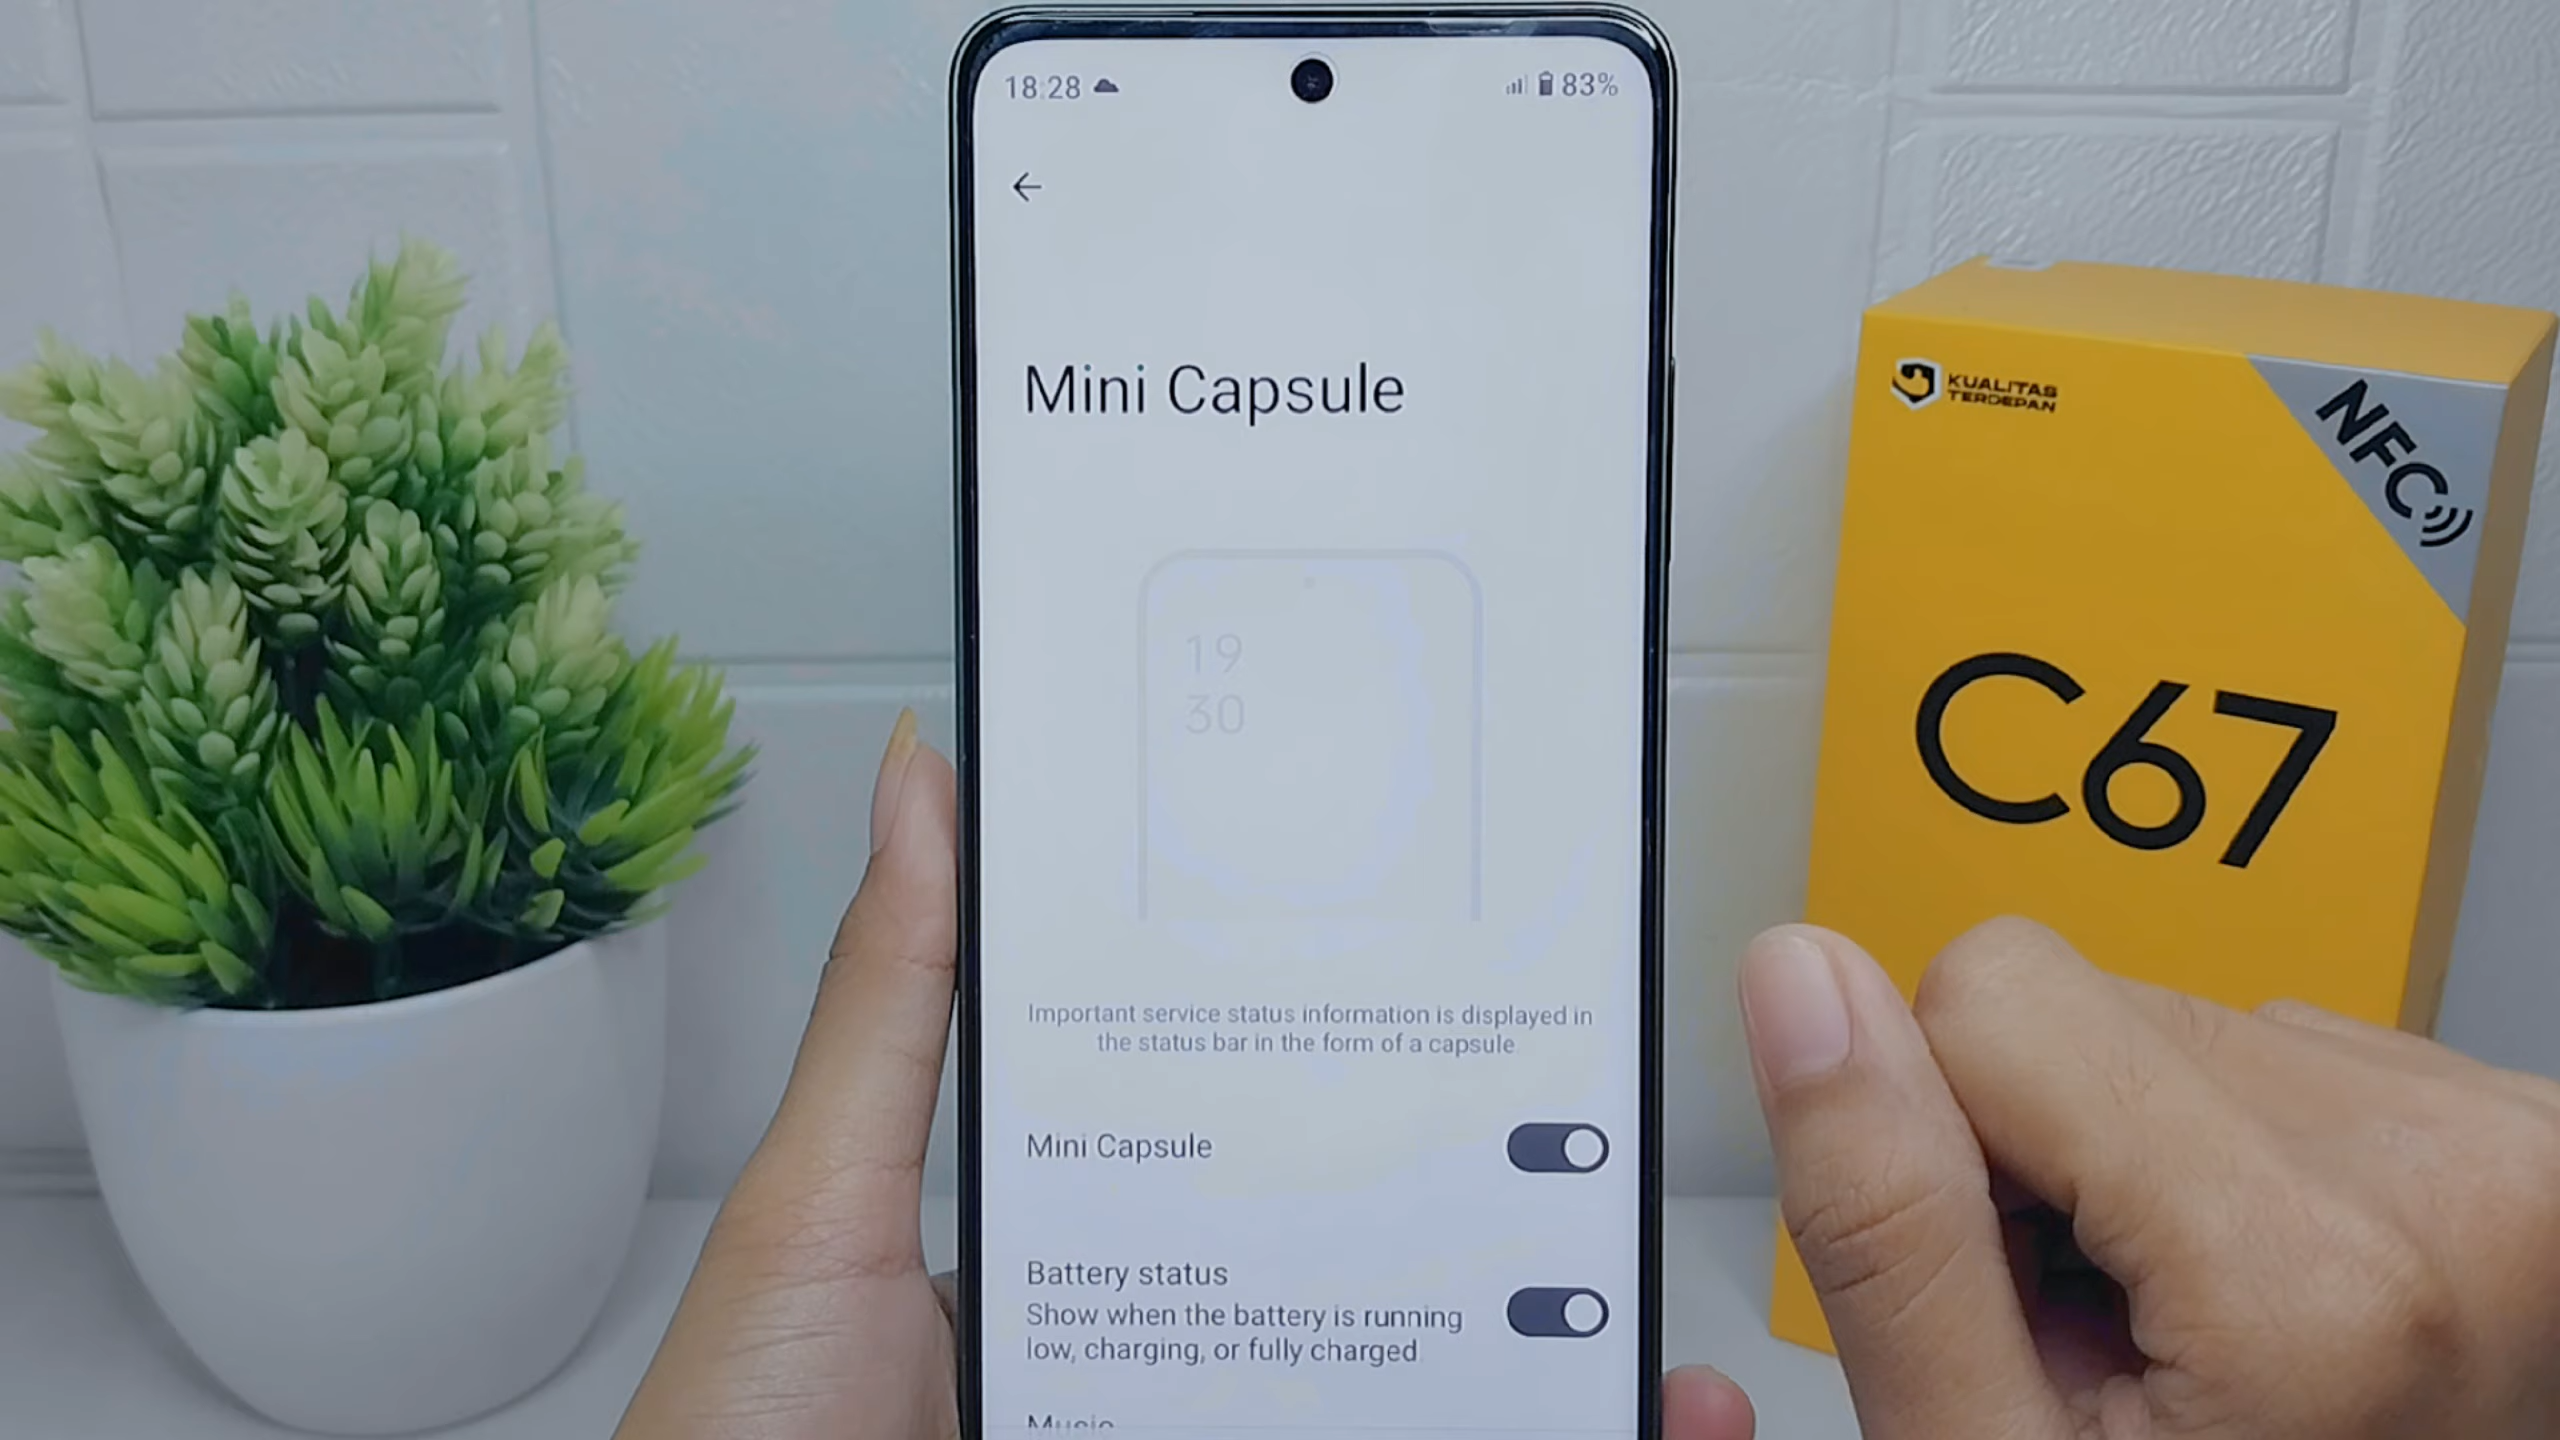 18:28
83%
Mini Capsule
19
30
Important service status information is displayed in
the status bar in the form of a capsule
Mini Capsule
Battery status
Show when the battery is running
low, charging, or fully charged
Music
KUALITAS
TERDEPAN
NFC
C67